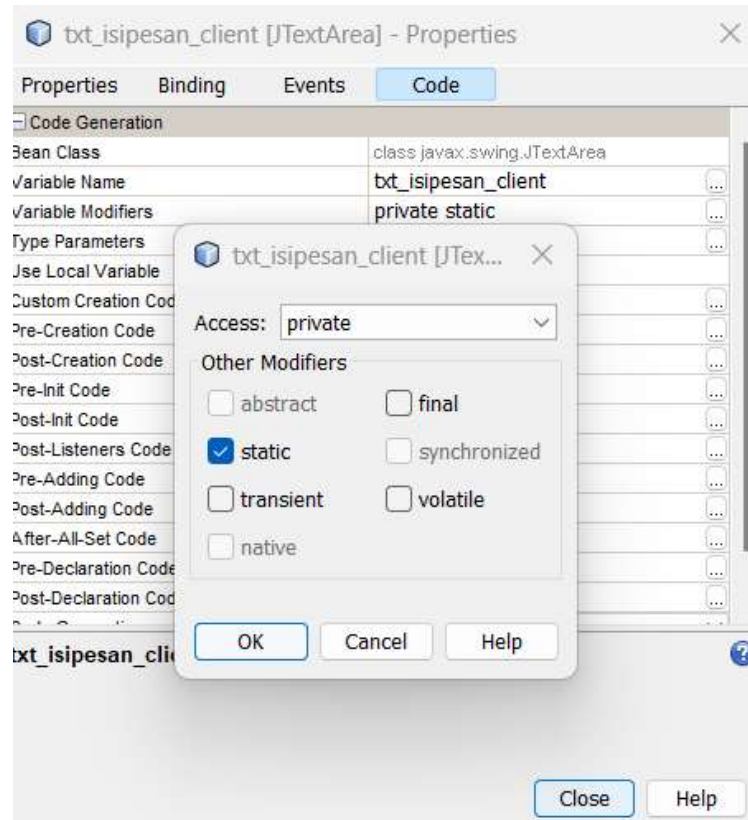 txt_isipesan_client [JTextArea] - Properties
Properties Binding Events Code
Code Generation
Bean Class class javax.swing.JTextArea
Variable Name txt_isipesan_client ...
Variable Modifiers private static ...
Type Parameters ...
Use Local Variable
Custom Creation Cod ...
Pre-Creation Code ...
Post-Creation Code ...
Pre-Init Code ...
Post-Init Code ...
Post-Listeners Code ...
Pre-Adding Code ...
Post-Adding Code ...
After-All-Set Code ...
Pre-Declaration Code ...
Post-Declaration Cod ...
txt_isipesan_clie
txt_isipesan_client [JTex...
Access: private
Other Modifiers
abstract final
static synchronized
transient volatile
native
OK Cancel Help
Close Help